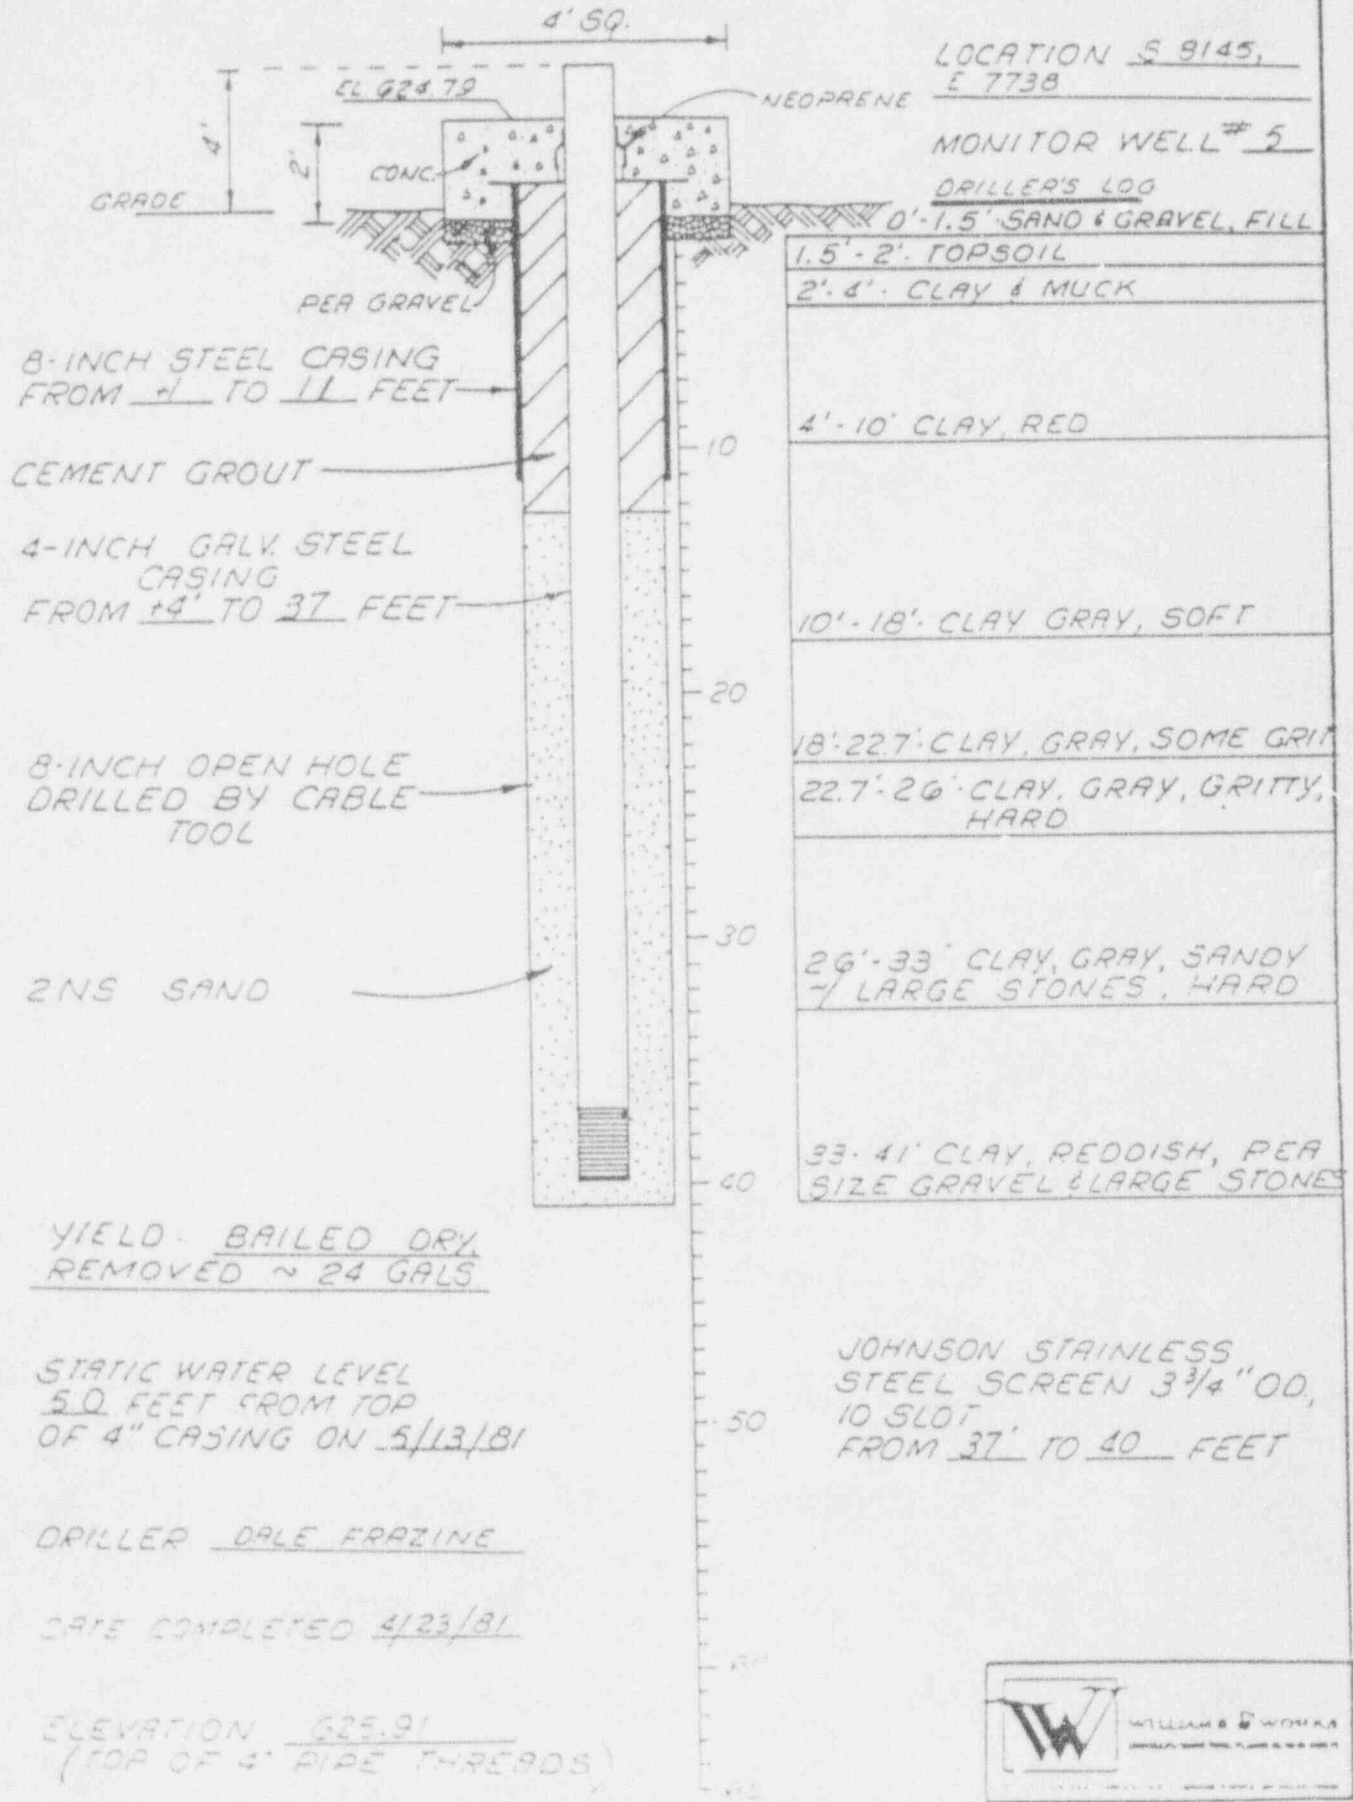 4' SQ.
LOCATION S 8145,
E 7738
EL 624.79
NEOPRENE
4'
2'
CONC.
MONITOR WELL # 5
GRADE
DRILLER'S LOG
0'-1.5' SAND & GRAVEL, FILL
1.5'-2'. TOPSOIL
2'-4'. CLAY & MUCK
PEA GRAVEL
8-INCH STEEL CASING
FROM +1 TO 11 FEET
4'-10' CLAY, RED
10
CEMENT GROUT
4-INCH GALV. STEEL
CASING
FROM +4' TO 37 FEET
10'-18'. CLAY GRAY, SOFT
20
18'-22.7'. CLAY, GRAY, SOME GRIT
8-INCH OPEN HOLE
DRILLED BY CABLE
TOOL
22.7'-26'. CLAY, GRAY, GRITTY,
HARD
30
26'-33' CLAY, GRAY, SANDY
LARGE STONES, HARD
2NS SAND
33-41' CLAY, REDDISH, PEA
SIZE GRAVEL & LARGE STONES
40
YIELD. BAILED DRY,
REMOVED ~ 24 GALS
STATIC WATER LEVEL
FEET FROM TOP
OF 4" CASING ON 5/13/81
50
JOHNSON STAINLESS
STEEL SCREEN 3 3/4" OD,
10 SLOT
FROM 37' TO 40 FEET
DRILLER DALE FRAZINE
DATE COMPLETED 4/23/81
ELEVATION 625.91
(TOP OF 4" PIPE THREADS)
W
WILLIAMS & WORKS